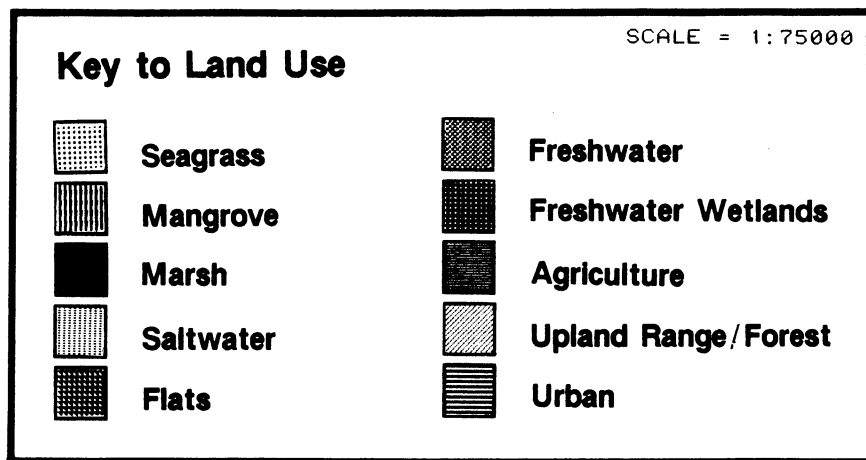 SCALE = 1:75000
Key to Land Use
Seagrass
Mangrove
Marsh
Saltwater
Flats
Freshwater
Freshwater Wetlands
Agriculture
Upland Range/Forest
Urban